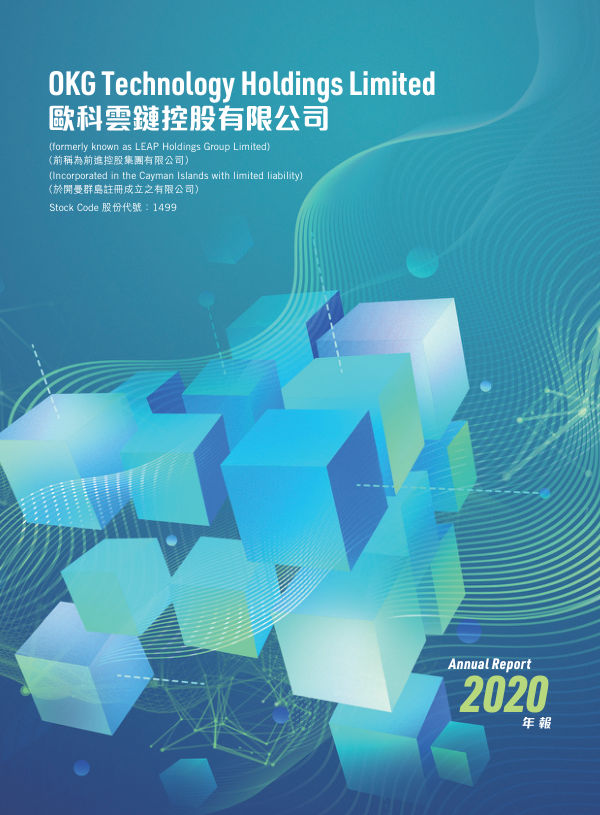 OKG Technology Holdings Limited
歐科雲鏈控股有限公司
(formerly known as LEAP Holdings Group Limited)
(前稱為前進控股集團有限公司)
(Incorporated in the Cayman Islands with limited liability)
(於開曼群島註冊成立之有限公司)
Stock Code 股份代號：1499
Annual Report
2020
年報